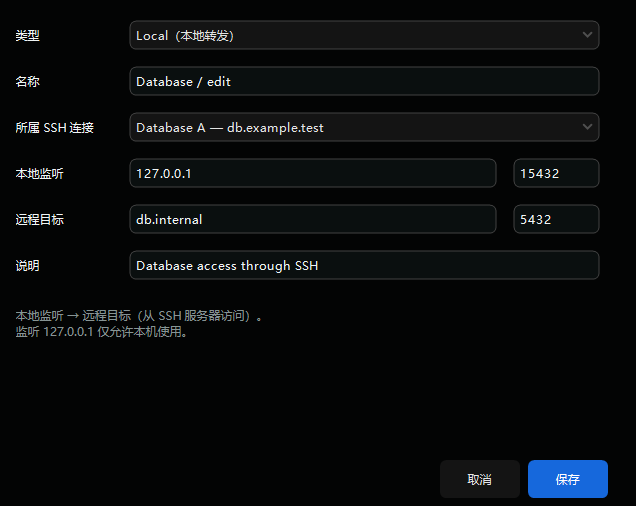 类型 Local（本地转发）
名称 Database / edit
所属 SSH 连接 Database A — db.example.test
本地监听 127.0.0.1 15432
远程目标 db.internal 5432
说明 Database access through SSH
本地监听 → 远程目标（从 SSH 服务器访问）。
监听 127.0.0.1 仅允许本机使用。
取消 保存